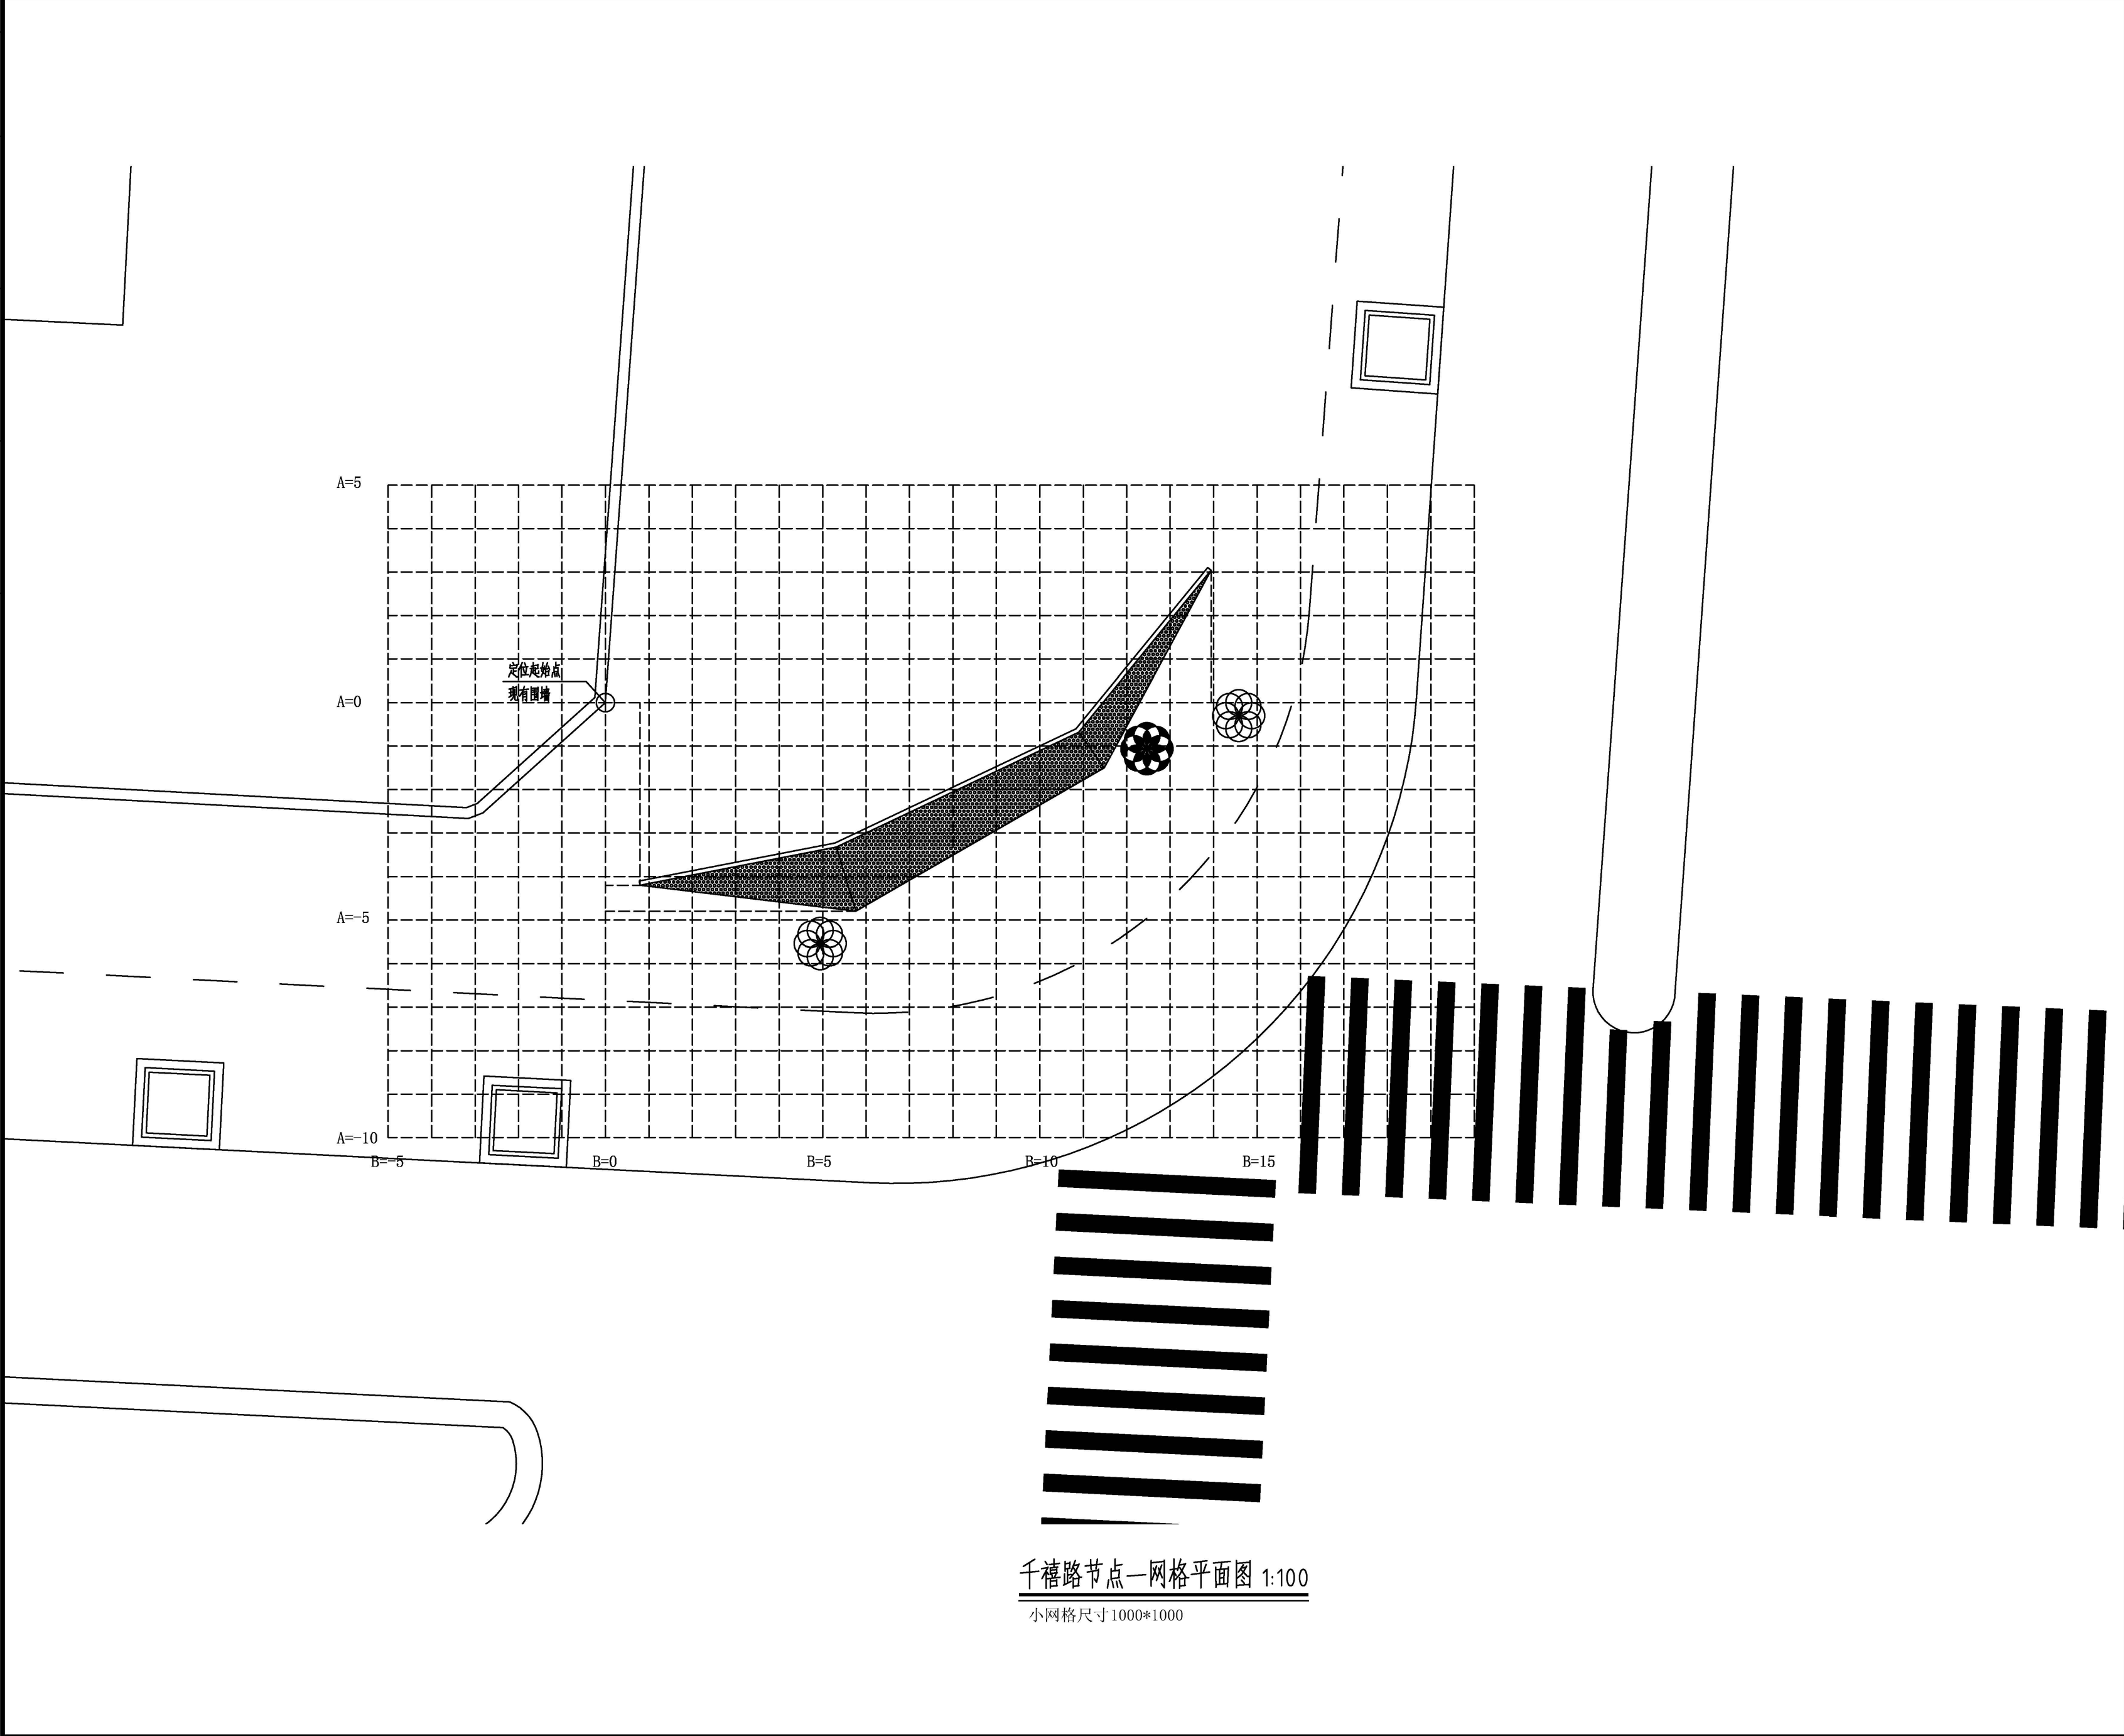 A=5
定位起始点
现有围墙
A=0
A=-5
A=-10
B=-5 B=0 B=5 B=10 B=15
千禧路节点一网格平面图 1:100
小网格尺寸1000*1000